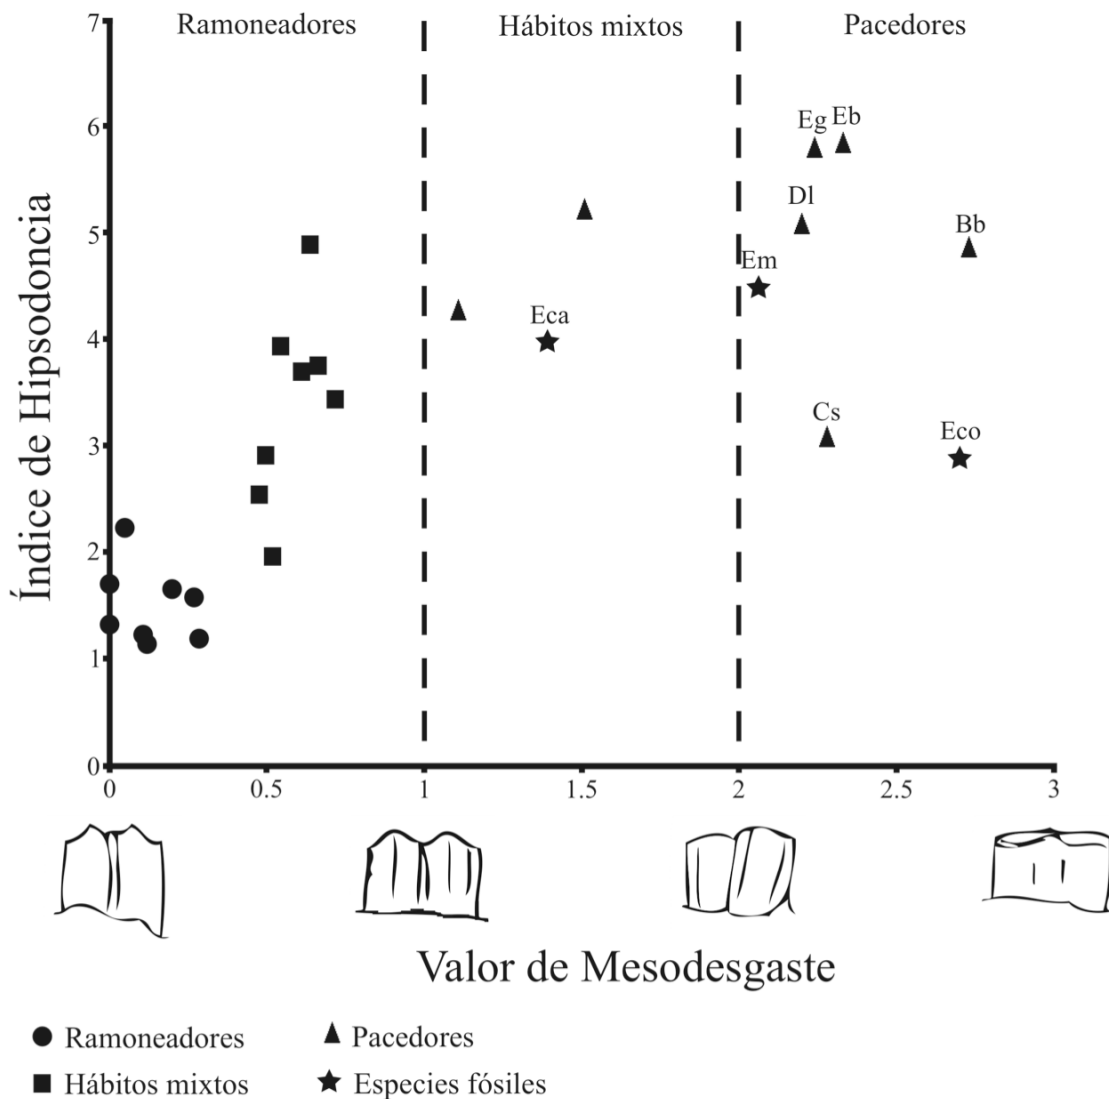 Ramoneadores
Hábitos mixtos
Pacedores
7
6
5
4
3
2
1
0
Índice de Hipsodoncia
Eg
Eb
Dl
Bb
Em
Eca
Cs
Eco
0
0.5
1
1.5
2
2.5
3
Valor de Mesodesgaste
Ramoneadores
Pacedores
Hábitos mixtos
Especies fósiles